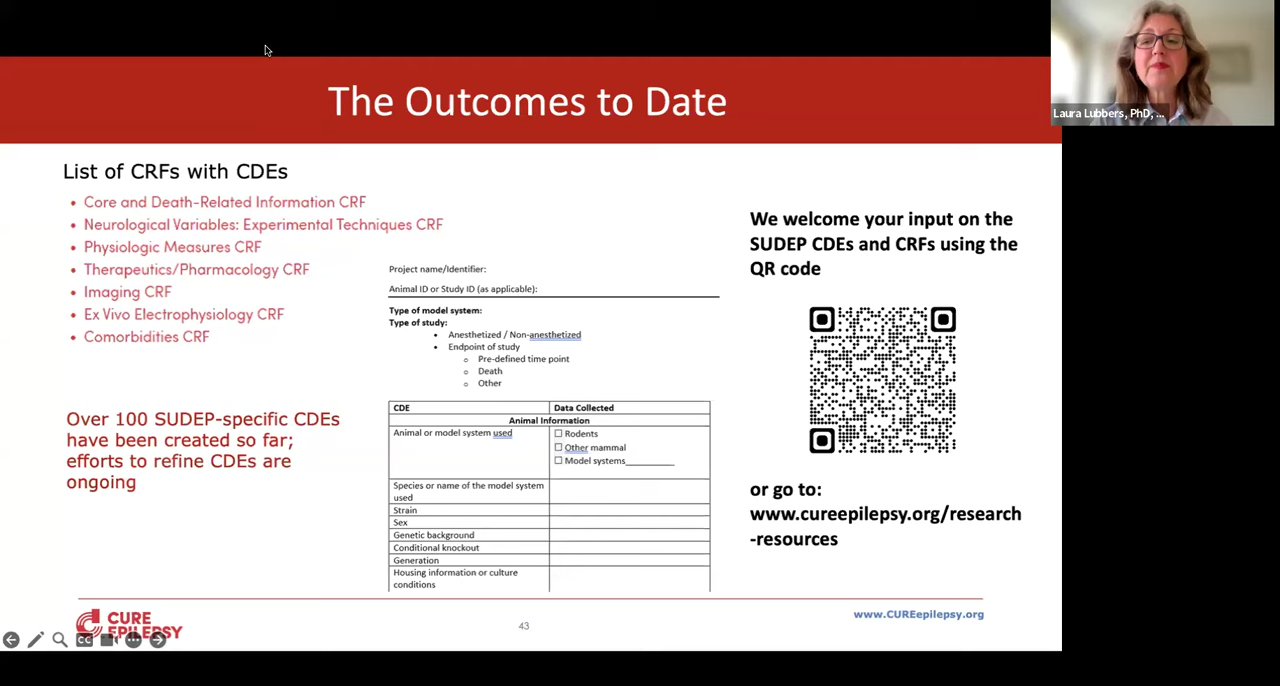 The Outcomes to Date
Laura Lubbers, PhD, ...
List of CRFs with CDEs
• Core and Death-Related Information CRF
• Neurological Variables: Experimental Techniques CRF
• Physiologic Measures CRF
• Therapeutics/Pharmacology CRF
• Imaging CRF
• Ex Vivo Electrophysiology CRF
• Comorbidities CRF
Over 100 SUDEP-specific CDEs
have been created so far;
efforts to refine CDEs are
ongoing
Project name/Identifier:
Animal ID or Study ID (as applicable):
Type of model system:
Type of study:
• Anesthetized / Non-anesthetized
• Endpoint of study
o Pre-defined time point
o Death
o Other
CDE Data Collected
Animal Information
Animal or model system used
☐ Rodents
☐ Other mammal
☐ Model systems__________
Species or name of the model system
used
Strain
Sex
Genetic background
Conditional knockout
Generation
Housing information or culture
conditions
We welcome your input on the
SUDEP CDEs and CRFs using the
QR code
or go to:
www.cureepilepsy.org/research
-resources
CURE
EPILEPSY
43
www.CUREepilepsy.org
CC